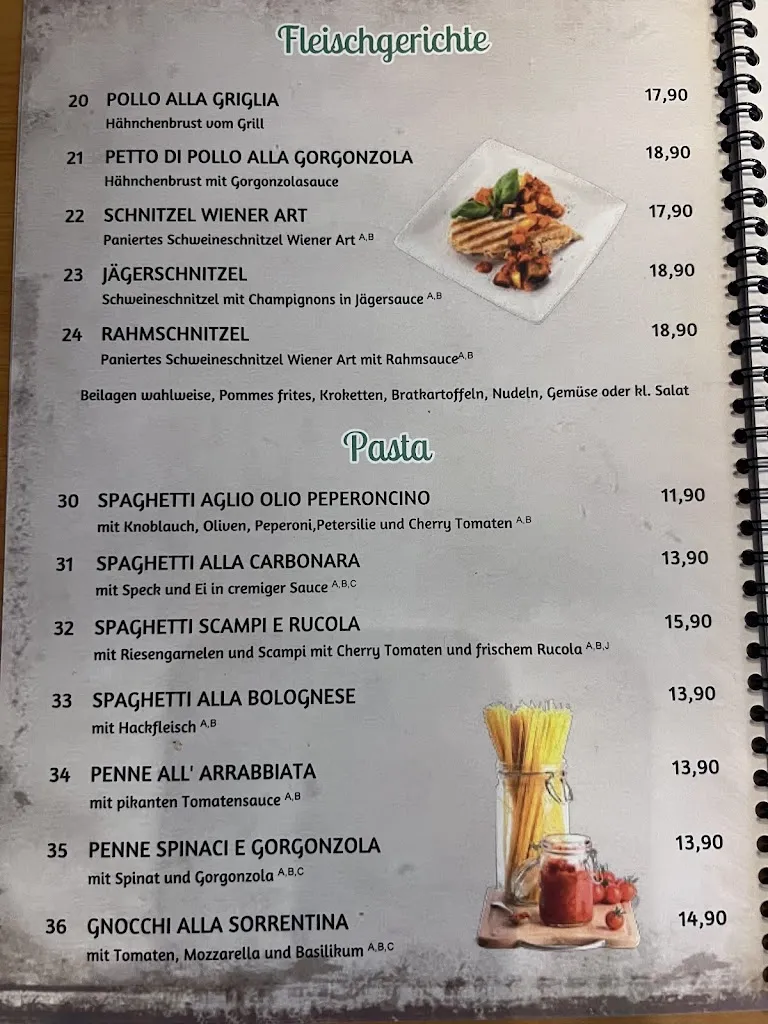 Fleischgerichte
20 POLLO ALLA GRIGLIA 17,90
Hähnchenbrust vom Grill
21 PETTO DI POLLO ALLA GORGONZOLA 18,90
Hähnchenbrust mit Gorgonzolasauce
22 SCHNITZEL WIENER ART 17,90
Paniertes Schweineschnitzel Wiener Art A,B
23 JÄGERSCHNITZEL 18,90
Schweineschnitzel mit Champignons in Jägersauce A,B
24 RAHMSCHNITZEL 18,90
Paniertes Schweineschnitzel Wiener Art mit Rahmsauce A,B
Beilagen wahlweise, Pommes frites, Kroketten, Bratkartoffeln, Nudeln, Gemüse oder kl. Salat
Pasta
30 SPAGHETTI AGLIO OLIO PEPERONCINO 11,90
mit Knoblauch, Oliven, Peperoni,Petersilie und Cherry Tomaten A,B
31 SPAGHETTI ALLA CARBONARA 13,90
mit Speck und Ei in cremiger Sauce A,B,C
32 SPAGHETTI SCAMPI E RUCOLA 15,90
mit Riesengarnelen und Scampi mit Cherry Tomaten und frischem Rucola A,B,J
33 SPAGHETTI ALLA BOLOGNESE 13,90
mit Hackfleisch A,B
34 PENNE ALL' ARRABBIATA 13,90
mit pikanten Tomatensauce A,B
35 PENNE SPINACI E GORGONZOLA 13,90
mit Spinat und Gorgonzola A,B,C
36 GNOCCHI ALLA SORRENTINA 14,90
mit Tomaten, Mozzarella und Basilikum A,B,C